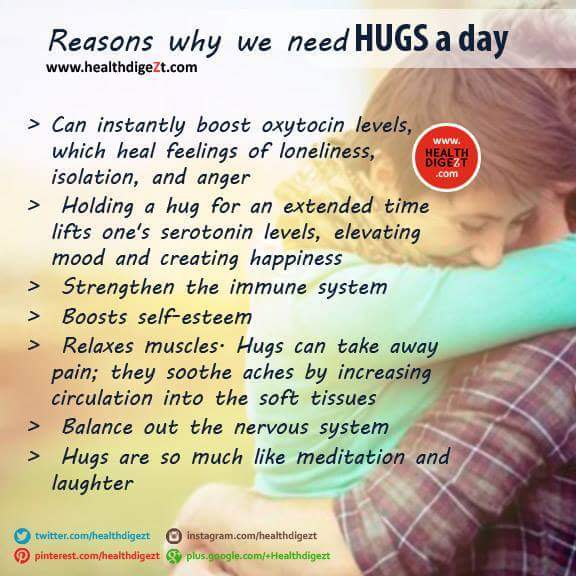 Reasons why we need HUGS a day
www.healthdigeZt.com
> Can instantly boost oxytocin levels,
which heal feelings of loneliness,
isolation, and anger
www.
HEALTH
DIGEZT
.com
> Holding a hug for an extended time
lifts one's serotonin levels, elevating
mood and creating happiness
> Strengthen the immune system
> Boosts self-esteem
> Relaxes muscles. Hugs can take away
pain; they soothe aches by increasing
circulation into the soft tissues
> Balance out the nervous system
> Hugs are so much like meditation and
laughter
twitter.com/healthdigezt
instagram.com/healthdigezt
pinterest.com/healthdigezt
plus.google.com/+Healthdigezt